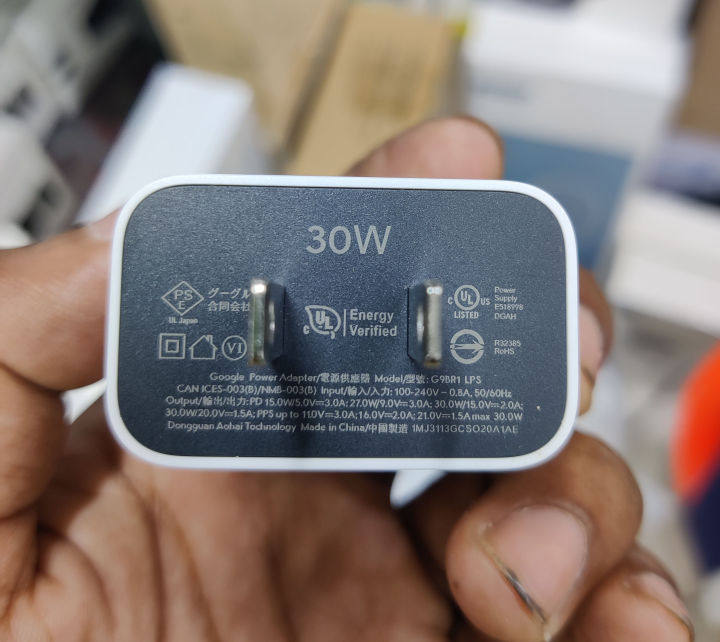 30W
PS
E
UL Japan
グーグル
合同会社
VI
C UL
Energy
Verified
C UL US
LISTED
Power
Supply
E518998
DGAH
R32385
RoHS
Google Power Adapter/電源供應器 Model/型號: G9BR1 LPS
CAN ICES-003(B)/NMB-003(B) Input/輸入/入力: 100-240V ~ 0.8A, 50/60Hz
Output/輸出/出力: PD 15.0W/5.0V⎓3.0A; 27.0W/9.0V⎓3.0A; 30.0W/15.0V⎓2.0A;
30.0W/20.0V⎓1.5A; PPS up to 11.0V⎓3.0A; 16.0V⎓2.0A; 21.0V⎓1.5A max 30.0W
Dongguan Aohai Technology Made in China/中國製造 1MJ3113GCSO20A1AE